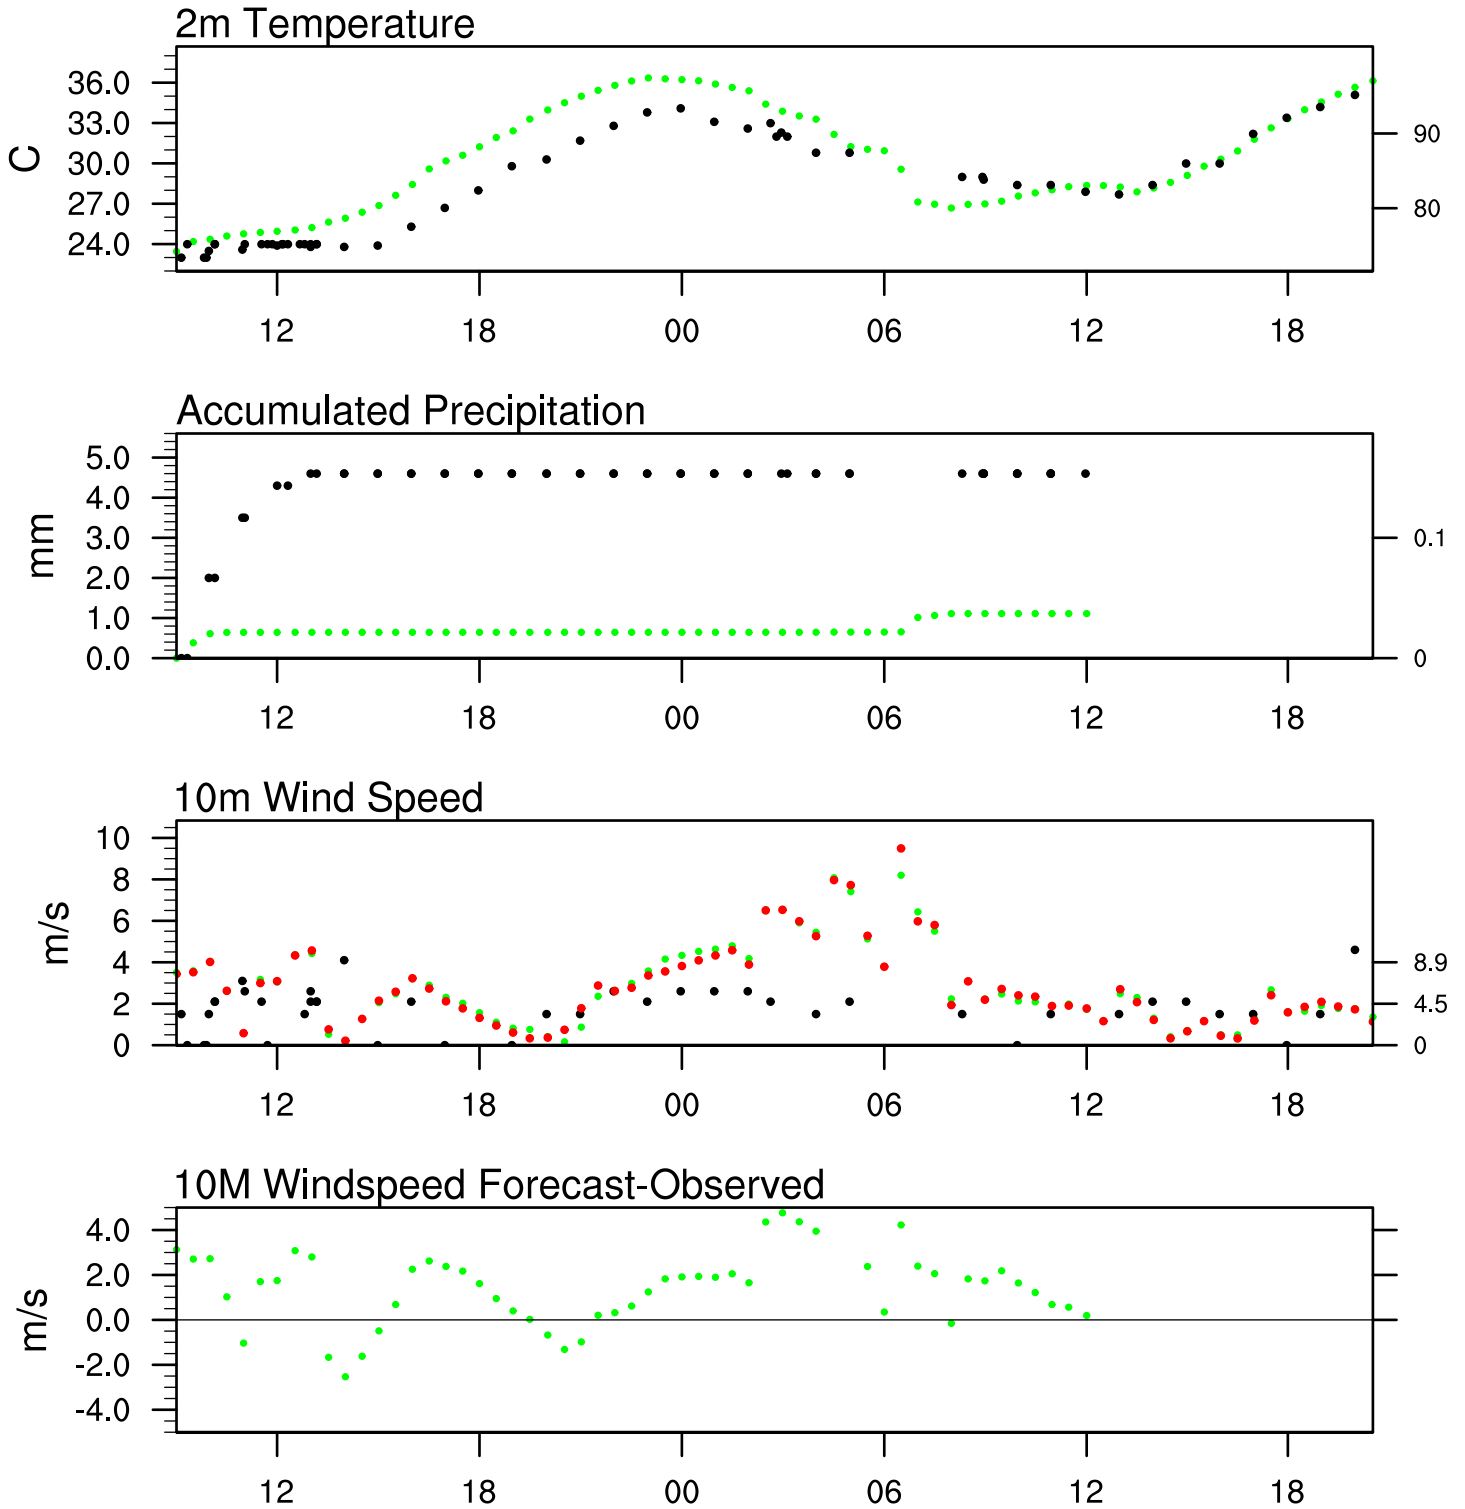 2m Temperature
36.0
33.0
30.0
27.0
24.0
C
90
80
12 18 00 06 12 18
Accumulated Precipitation
5.0
4.0
3.0
2.0
1.0
0.0
mm
0.1
0
12 18 00 06 12 18
10m Wind Speed
10
8
6
4
2
0
m/s
8.9
4.5
0
12 18 00 06 12 18
10M Windspeed Forecast-Observed
4.0
2.0
0.0
-2.0
-4.0
m/s
12 18 00 06 12 18